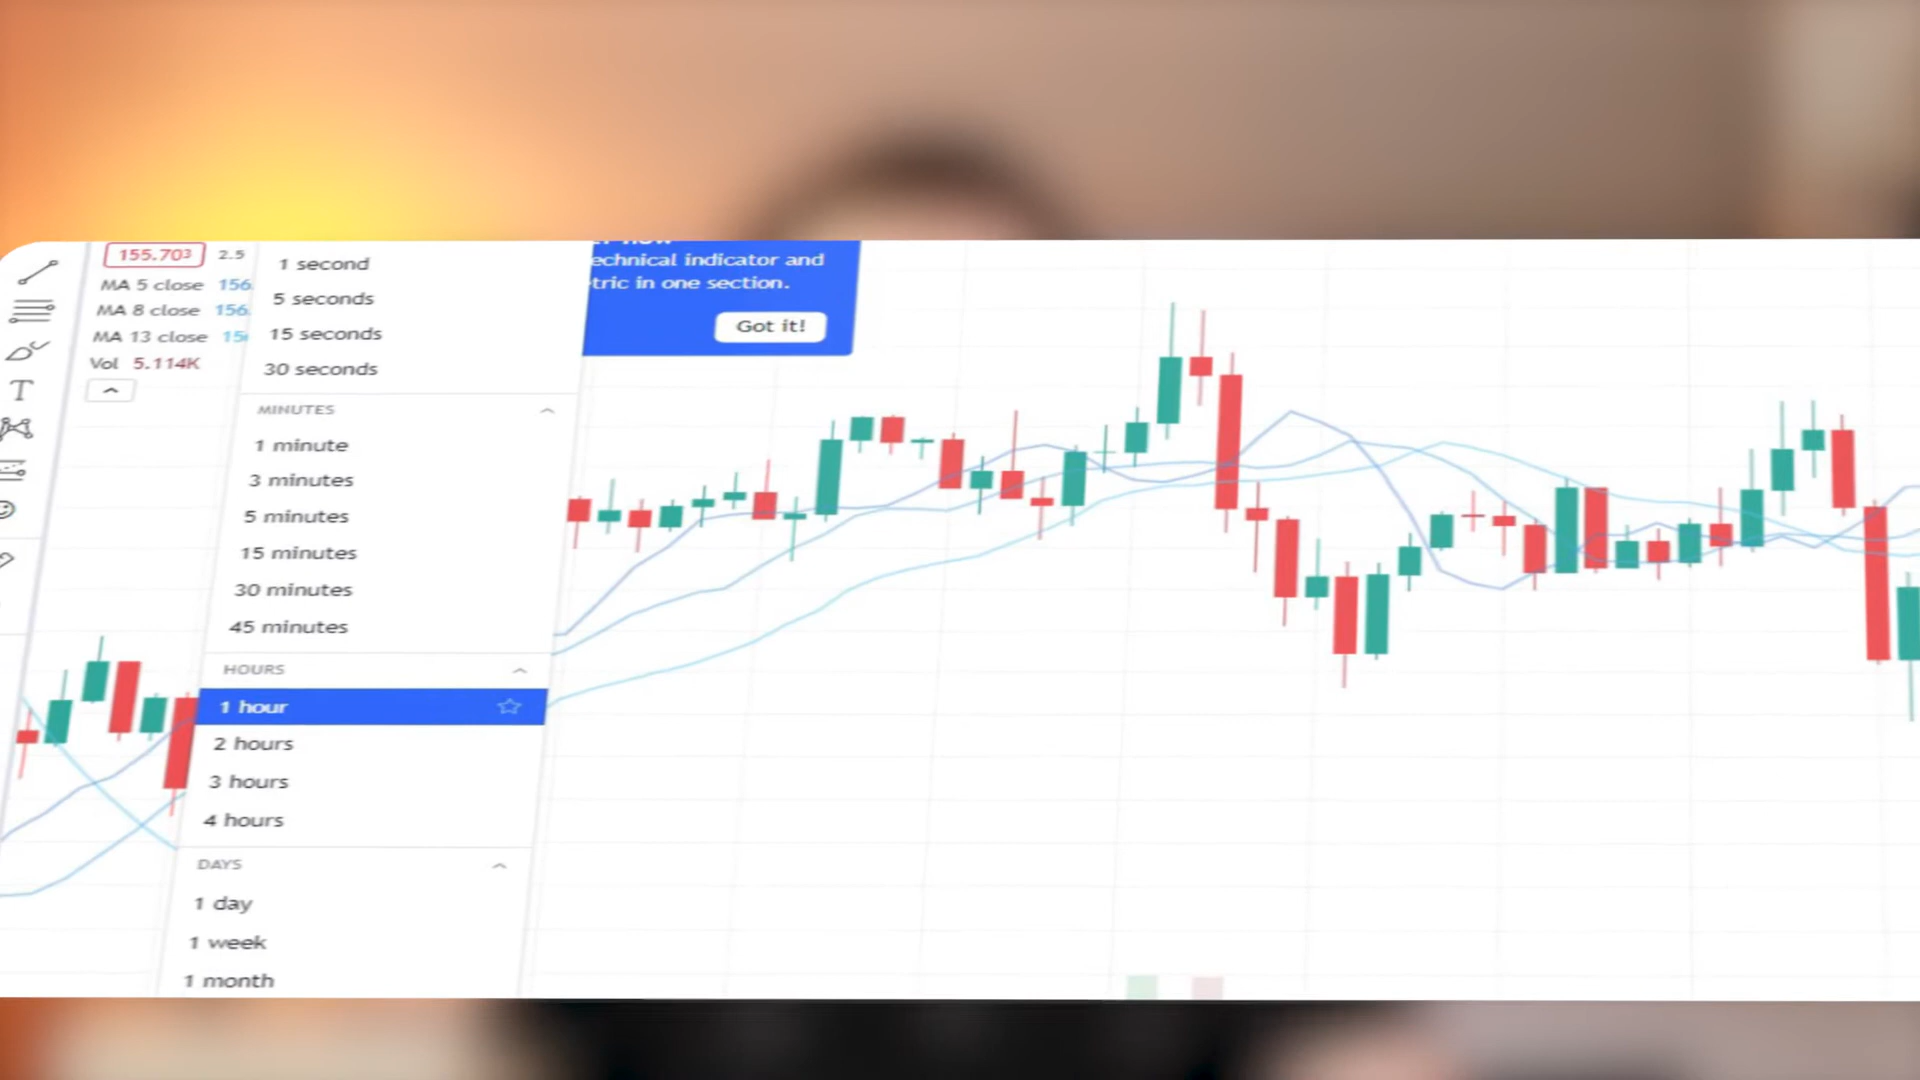 155.703 2.5
MA 5 close 156.
MA 8 close 156.
MA 13 close
Vol 5.114K
1 second
5 seconds
15 seconds
30 seconds
MINUTES
1 minute
3 minutes
5 minutes
15 minutes
30 minutes
45 minutes
HOURS
1 hour
2 hours
3 hours
4 hours
DAYS
1 day
1 week
1 month
echnical indicator and
tric in one section.
Got it!